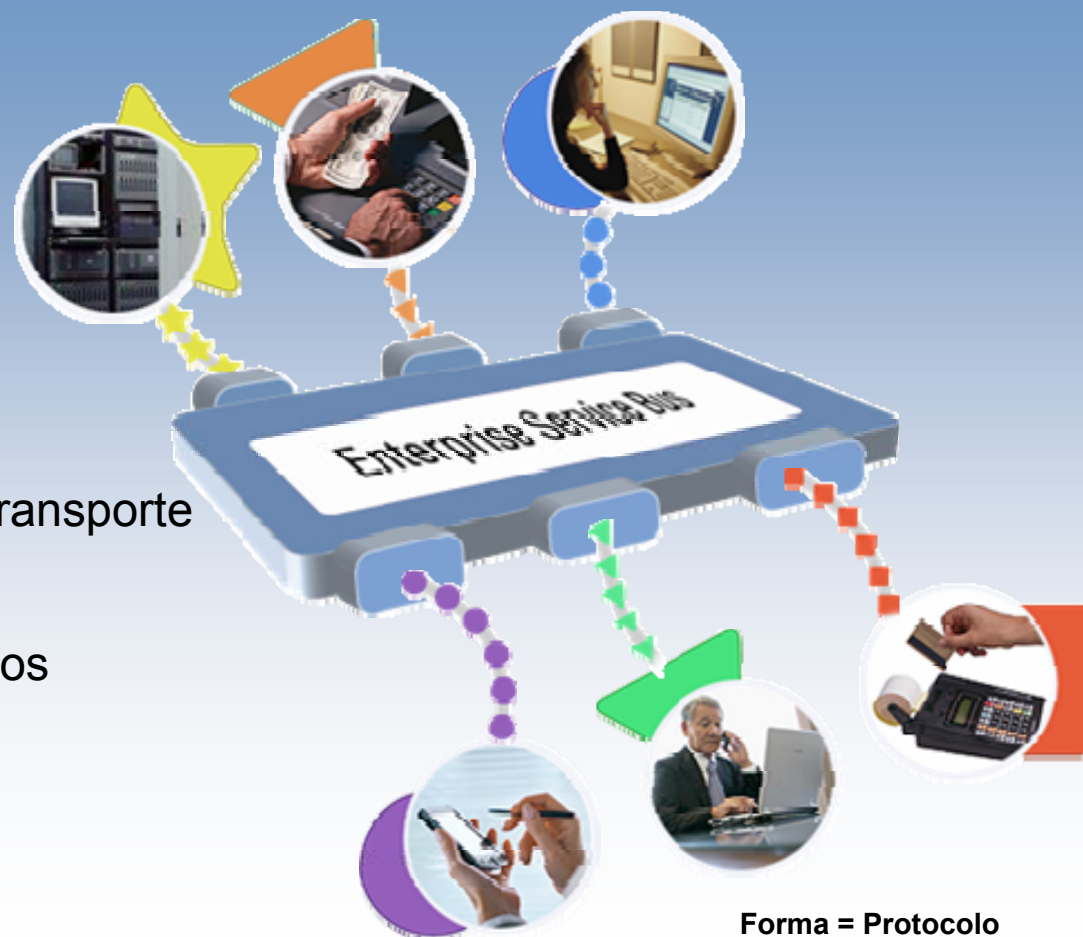 Enterprise Service Bus
ransporte
os
Forma = Protocolo